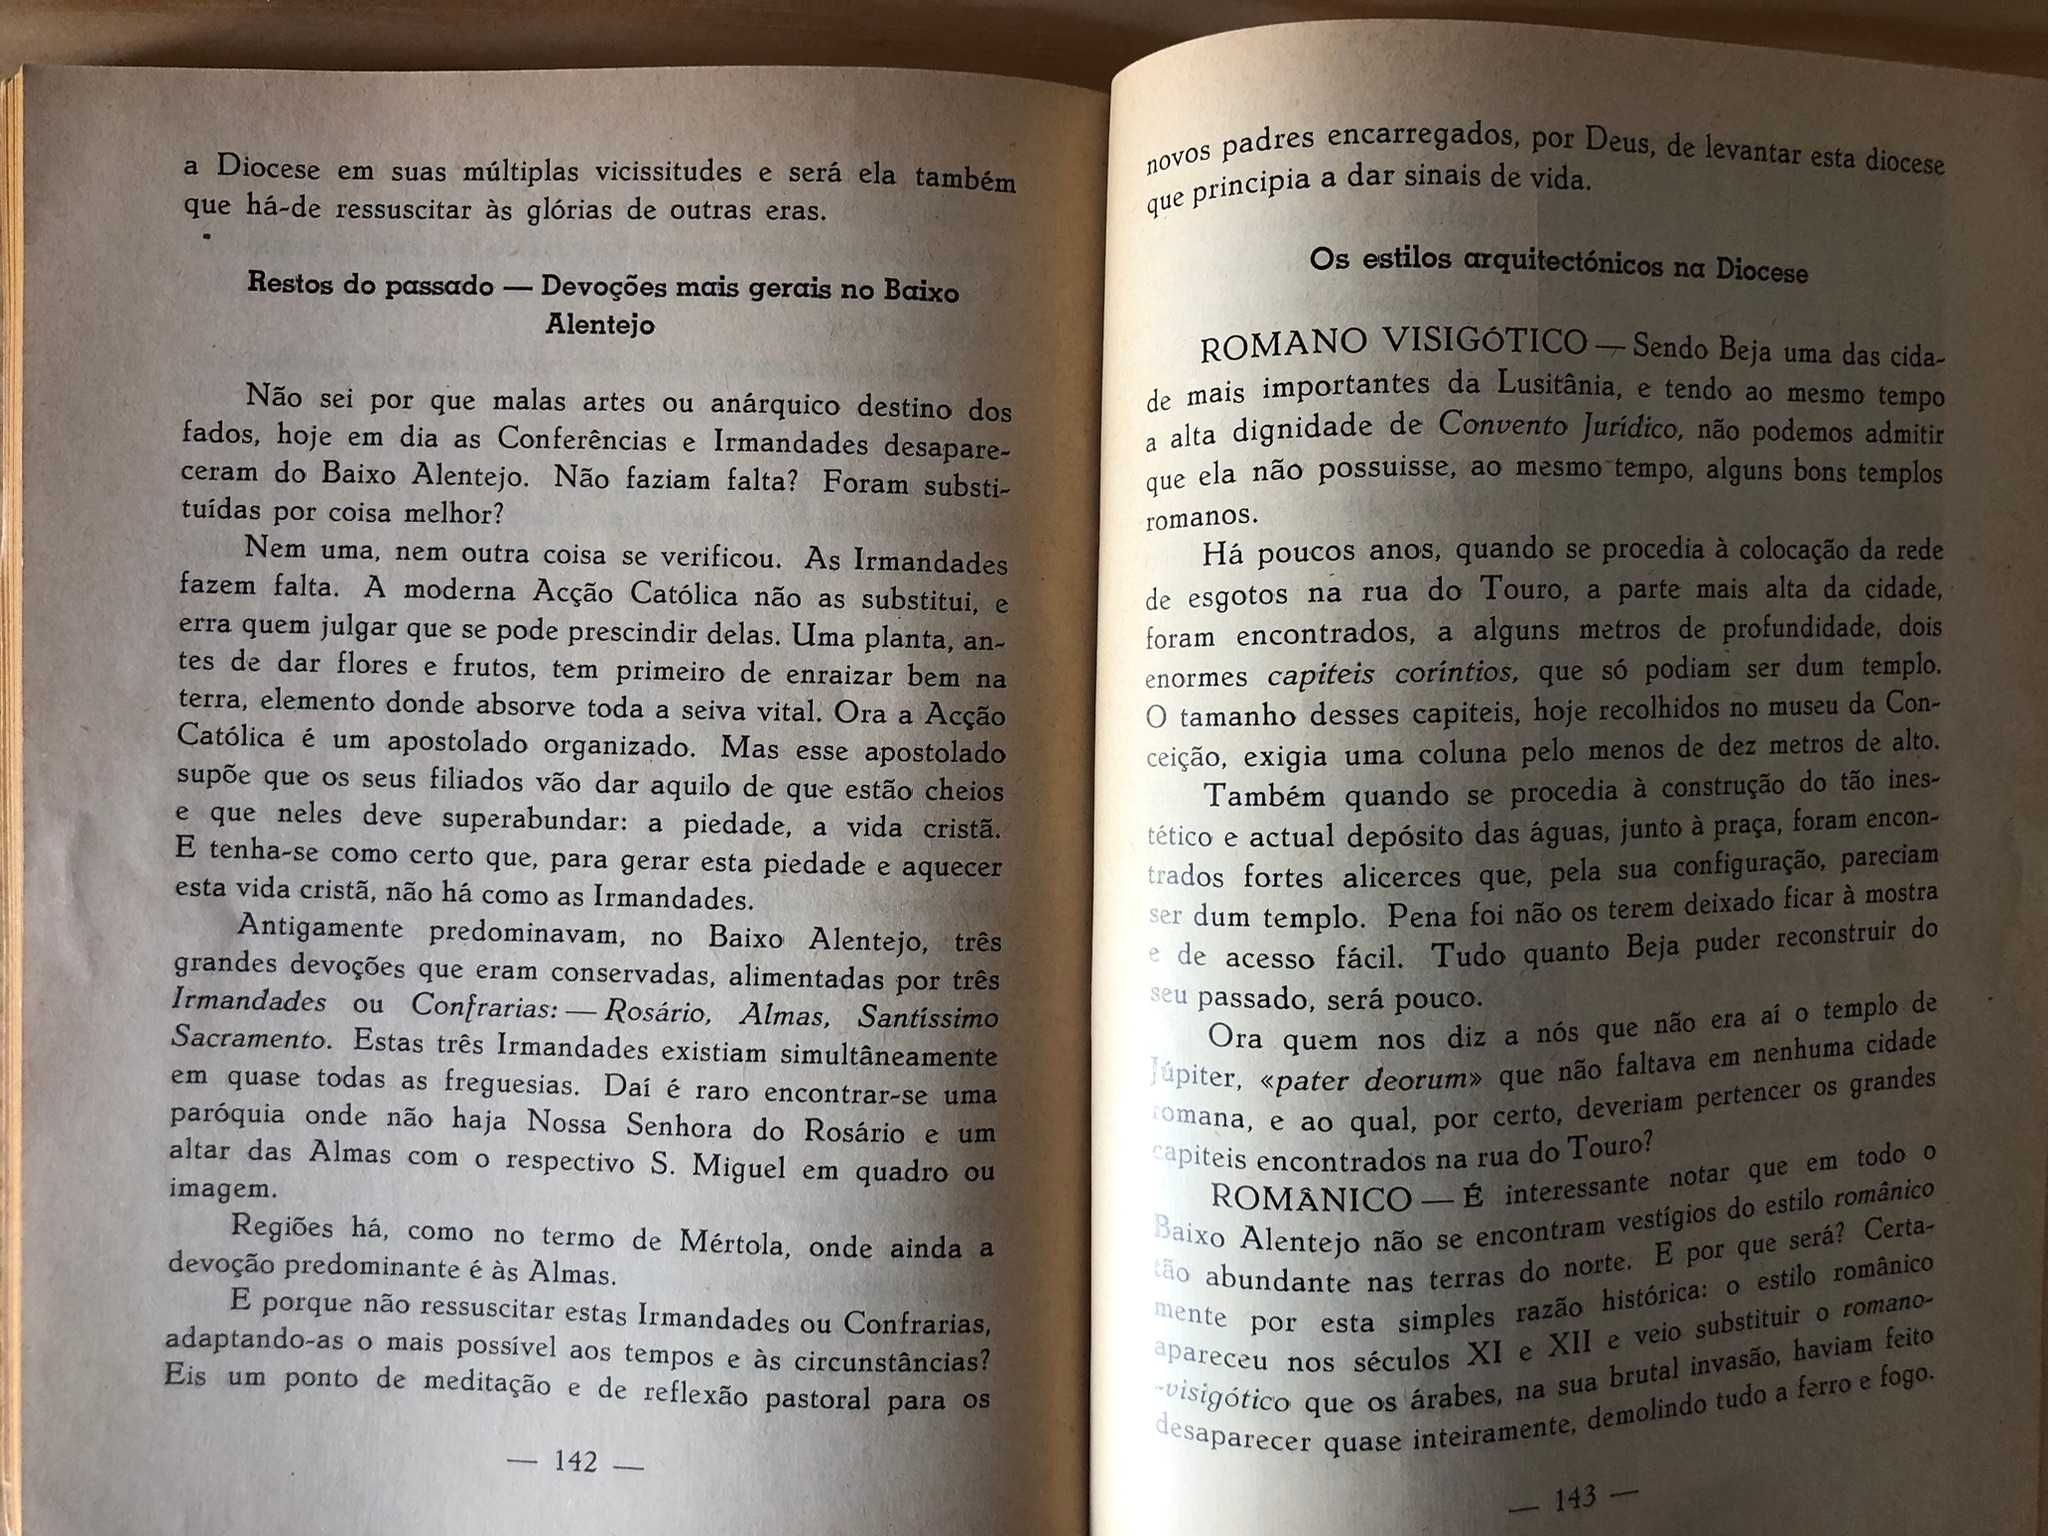 a Diocese em suas múltiplas vicissitudes e será ela também
que há-de ressuscitar às glórias de outras eras.
Restos do passado — Devoções mais gerais no Baixo
Alentejo
Não sei por que malas artes ou anárquico destino dos
fados, hoje em dia as Conferências e Irmandades desapare-
ceram do Baixo Alentejo. Não faziam falta? Foram substi-
tuídas por coisa melhor?
Nem uma, nem outra coisa se verificou. As Irmandades
fazem falta. A moderna Acção Católica não as substitui, e
erra quem julgar que se pode prescindir delas. Uma planta, an-
tes de dar flores e frutos, tem primeiro de enraizar bem na
terra, elemento donde absorve toda a seiva vital. Ora a Acção
Católica é um apostolado organizado. Mas esse apostolado
supõe que os seus filiados vão dar aquilo de que estão cheios
e que neles deve superabundar: a piedade, a vida cristã.
E tenha-se como certo que, para gerar esta piedade e aquecer
esta vida cristã, não há como as Irmandades.
Antigamente predominavam, no Baixo Alentejo, três
grandes devoções que eram conservadas, alimentadas por três
Irmandades ou Confrarias: — Rosário, Almas, Santíssimo
Sacramento. Estas três Irmandades existiam simultâneamente
em quase todas as freguesias. Daí é raro encontrar-se uma
paróquia onde não haja Nossa Senhora do Rosário e um
altar das Almas com o respectivo S. Miguel em quadro ou
imagem.
Regiões há, como no termo de Mértola, onde ainda a
devoção predominante é às Almas.
E porque não ressuscitar estas Irmandades ou Confrarias,
adaptando-as o mais possível aos tempos e às circunstâncias?
Eis um ponto de meditação e de reflexão pastoral para os
— 142 —
novos padres encarregados, por Deus, de levantar esta diocese
que principia a dar sinais de vida.
Os estilos arquitectónicos na Diocese
ROMANO VISIGÓTICO — Sendo Beja uma das cida-
de mais importantes da Lusitânia, e tendo ao mesmo tempo
a alta dignidade de Convento Jurídico, não podemos admitir
que ela não possuisse, ao mesmo tempo, alguns bons templos
romanos.
Há poucos anos, quando se procedia à colocação da rede
de esgotos na rua do Touro, a parte mais alta da cidade,
foram encontrados, a alguns metros de profundidade, dois
enormes capiteis coríntios, que só podiam ser dum templo.
O tamanho desses capiteis, hoje recolhidos no museu da Con-
ceição, exigia uma coluna pelo menos de dez metros de alto.
Também quando se procedia à construção do tão ines-
tético e actual depósito das águas, junto à praça, foram encon-
trados fortes alicerces que, pela sua configuração, pareciam
ser dum templo. Pena foi não os terem deixado ficar à mostra
e de acesso fácil. Tudo quanto Beja puder reconstruir do
seu passado, será pouco.
Ora quem nos diz a nós que não era aí o templo de
Júpiter, «pater deorum» que não faltava em nenhuma cidade
romana, e ao qual, por certo, deveriam pertencer os grandes
capiteis encontrados na rua do Touro?
ROMÂNICO — É interessante notar que em todo o
Baixo Alentejo não se encontram vestígios do estilo românico
tão abundante nas terras do norte. E por que será? Certa-
mente por esta simples razão histórica: o estilo românico
apareceu nos séculos XI e XII e veio substituir o romano-
-visigótico que os árabes, na sua brutal invasão, haviam feito
desaparecer quase inteiramente, demolindo tudo a ferro e fogo.
— 143 —